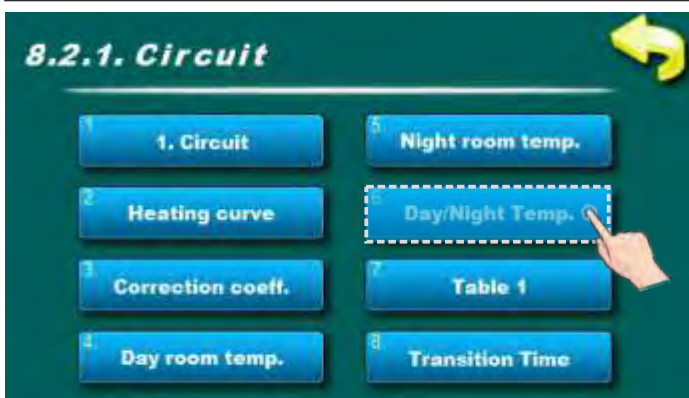 8.2.1. Circuit
1. 1. Circuit
2. Heating curve
3. Correction coeff.
4. Day room temp.
5. Night room temp.
6. Day/Night Temp.
7. Table 1
8. Transition Time